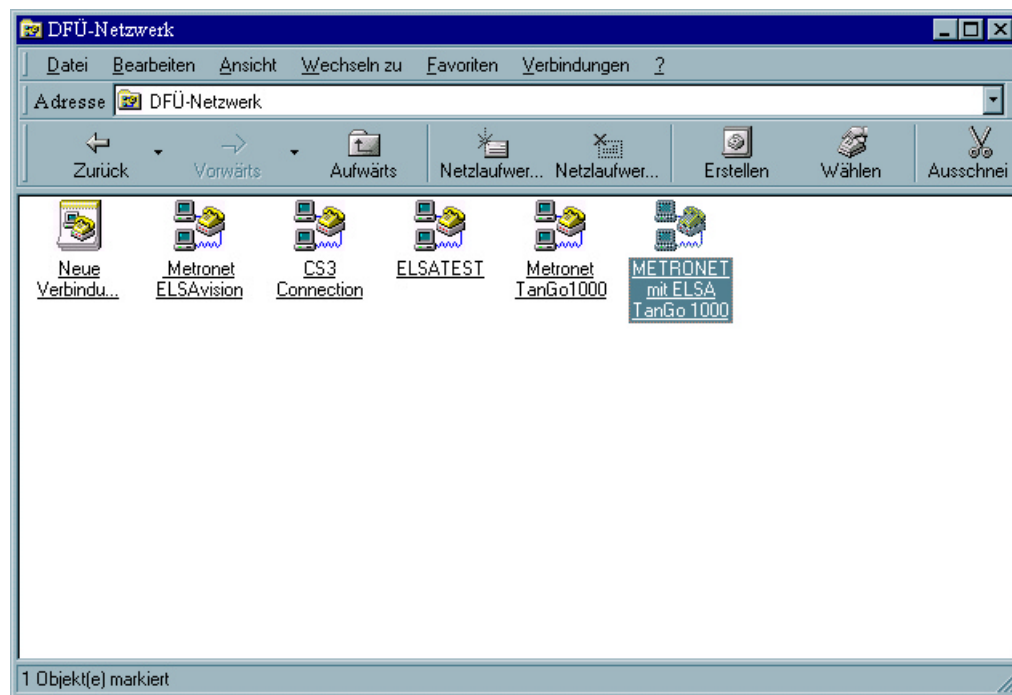 DFÜ-Netzwerk
Datei Bearbeiten Ansicht Wechseln zu Favoriten Verbindungen ?
Adresse DFÜ-Netzwerk
Zurück Vorwärts Aufwärts Netzlaufwer... Netzlaufwer... Erstellen Wählen Ausschnei
Neue
Verbindu...
Metronet
ELSAvision
CS3
Connection
ELSATEST
Metronet
TanGo1000
METRONET
mit ELSA
TanGo 1000
1 Objekt(e) markiert